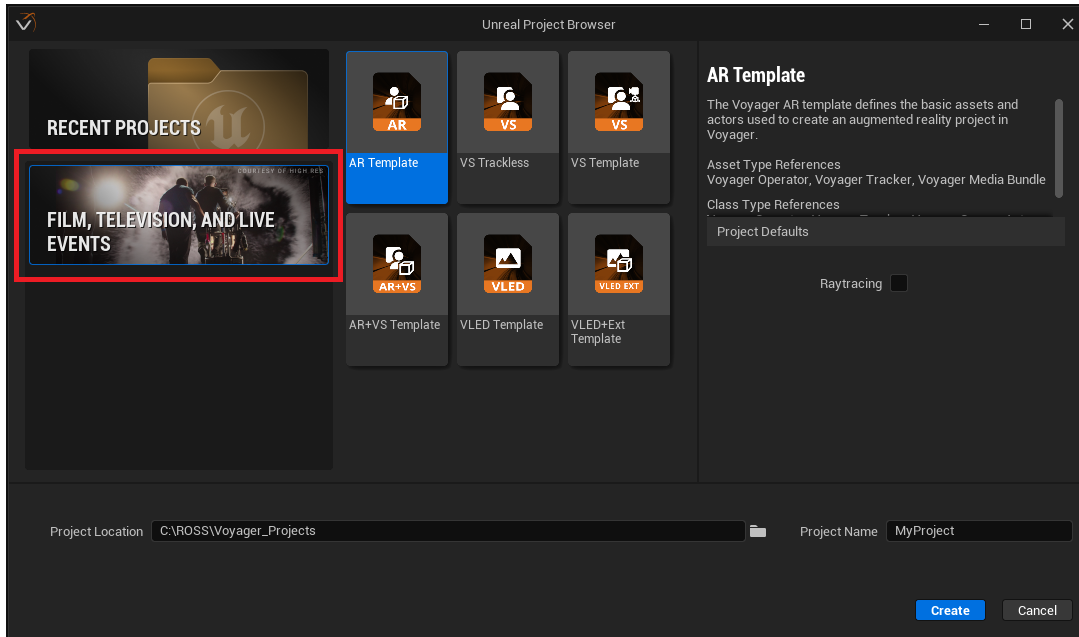 Unreal Project Browser
RECENT PROJECTS
COURTESY OF HIGH RES
FILM, TELEVISION, AND LIVE
EVENTS
AR
AR Template
VS
VS Trackless
VS
VS Template
AR+VS
AR+VS Template
VLED
VLED Template
VLED EXT
VLED+Ext
Template
AR Template
The Voyager AR template defines the basic assets and
actors used to create an augmented reality project in
Voyager.
Asset Type References
Voyager Operator, Voyager Tracker, Voyager Media Bundle
Class Type References
Project Defaults
Raytracing
Project Location
C:\ROSS\Voyager_Projects
Project Name
MyProject
Create
Cancel